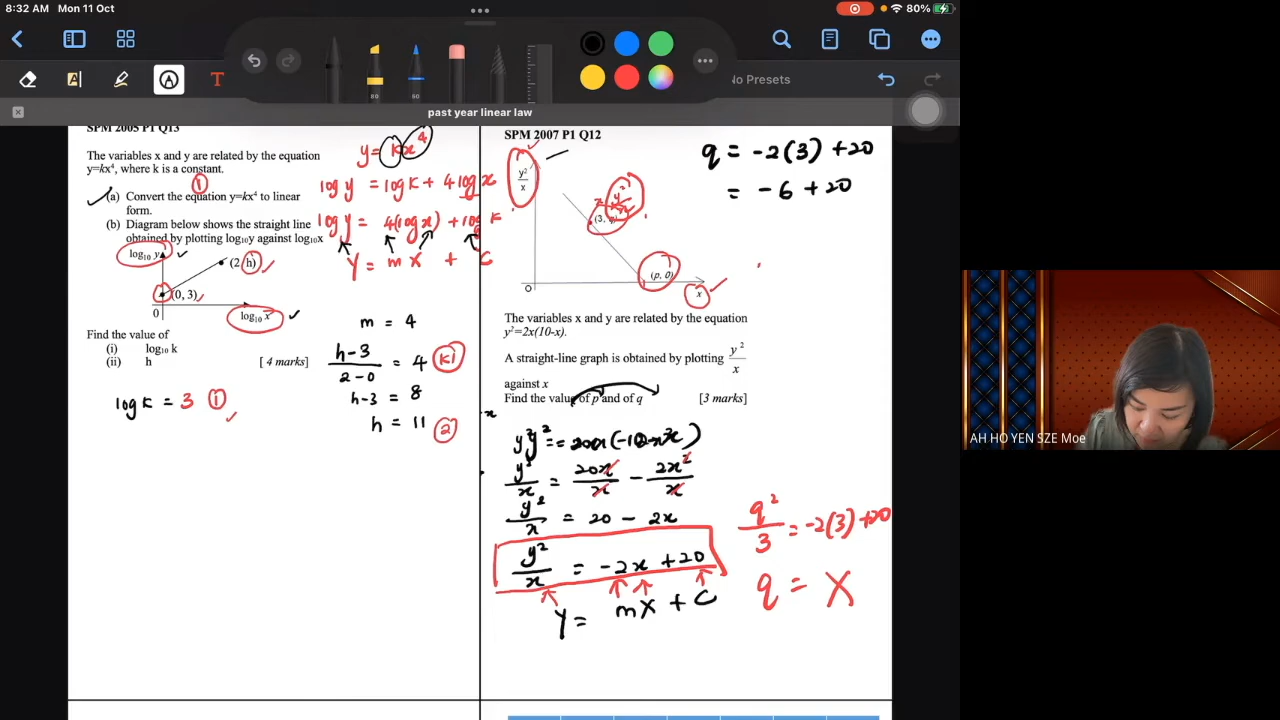 8:32 AM Mon 11 Oct
80%
No Presets
80
80
past year linear law
SPM 2005 P1 Q13
The variables x and y are related by the equation
y=kx⁴, where k is a constant.
(a) Convert the equation y=kx⁴ to linear
form.
(b) Diagram below shows the straight line
obtained by plotting log₁₀y against log₁₀x
log₁₀ y
(2, h)
(0, 3)
0
log₁₀ x
Find the value of
(i) log₁₀ k
(ii) h
[ 4 marks]
log k = 3 ①
y = kx⁴
①
log y = log k + 4 log x
log y = 4(log x) + log k
Y = m X + C
m = 4
h-3 / 2-0 = 4 (K1)
h-3 = 8
h = 11 ②
SPM 2007 P1 Q12
y²/x
(3, q)
(p, 0)
O
x
The variables x and y are related by the equation
y²=2x(10-x).
A straight-line graph is obtained by plotting y²/x
against x
Find the value of p and of q
[3 marks]
y²/x = 20x/x - 2x²/x
y²/x = 20 - 2x
y²/x = -2x + 20
Y = mX + C
q = -2(3) + 20
= -6 + 20
q²/3 = -2(3) + 20
q = X
AH HO YEN SZE Moe